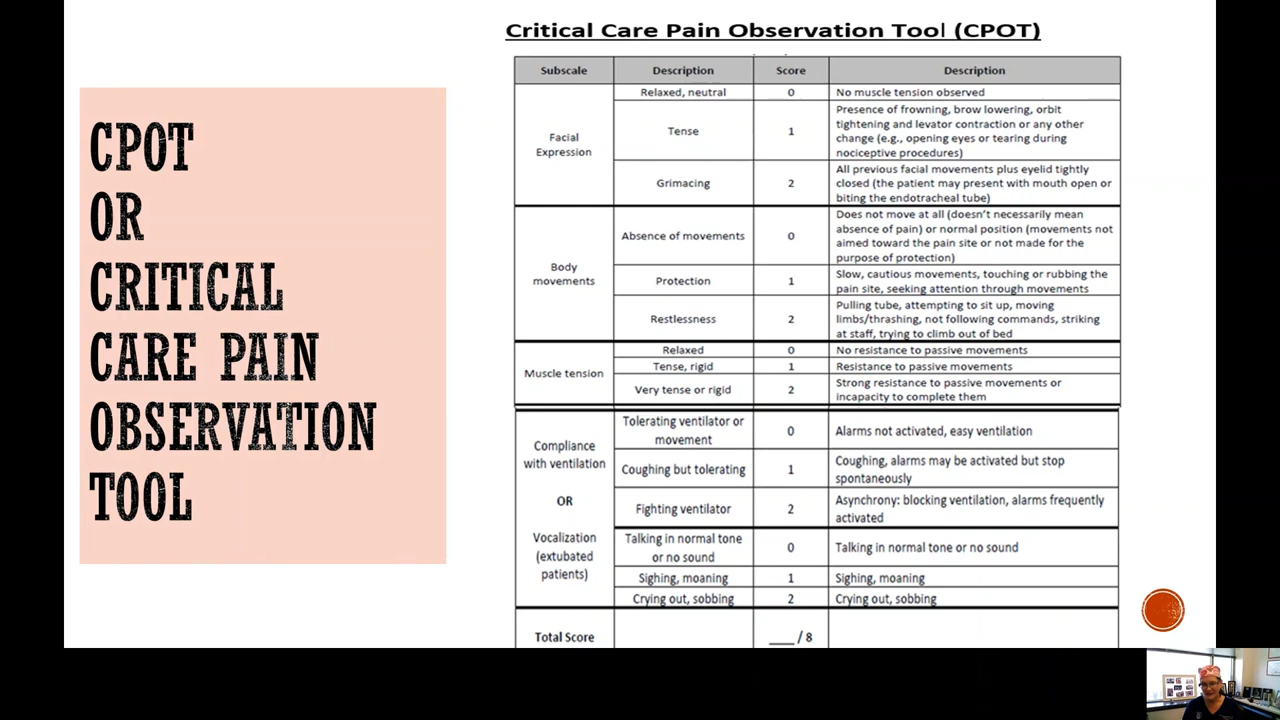 CPOT
OR
CRITICAL
CARE PAIN
OBSERVATION
TOOL
Critical Care Pain Observation Tool (CPOT)
Subscale Description Score Description
Facial
Expression
Relaxed, neutral 0 No muscle tension observed
Tense 1 Presence of frowning, brow lowering, orbit
tightening and levator contraction or any other
change (e.g., opening eyes or tearing during
nociceptive procedures)
Grimacing 2 All previous facial movements plus eyelid tightly
closed (the patient may present with mouth open or
biting the endotracheal tube)
Body
movements
Absence of movements 0 Does not move at all (doesn't necessarily mean
absence of pain) or normal position (movements not
aimed toward the pain site or not made for the
purpose of protection)
Protection 1 Slow, cautious movements, touching or rubbing the
pain site, seeking attention through movements
Restlessness 2 Pulling tube, attempting to sit up, moving
limbs/thrashing, not following commands, striking
at staff, trying to climb out of bed
Muscle tension
Relaxed 0 No resistance to passive movements
Tense, rigid 1 Resistance to passive movements
Very tense or rigid 2 Strong resistance to passive movements or
incapacity to complete them
Compliance
with ventilation
OR
Vocalization
(extubated
patients)
Tolerating ventilator or
movement 0 Alarms not activated, easy ventilation
Coughing but tolerating 1 Coughing, alarms may be activated but stop
spontaneously
Fighting ventilator 2 Asynchrony: blocking ventilation, alarms frequently
activated
Talking in normal tone
or no sound 0 Talking in normal tone or no sound
Sighing, moaning 1 Sighing, moaning
Crying out, sobbing 2 Crying out, sobbing
Total Score ___ / 8